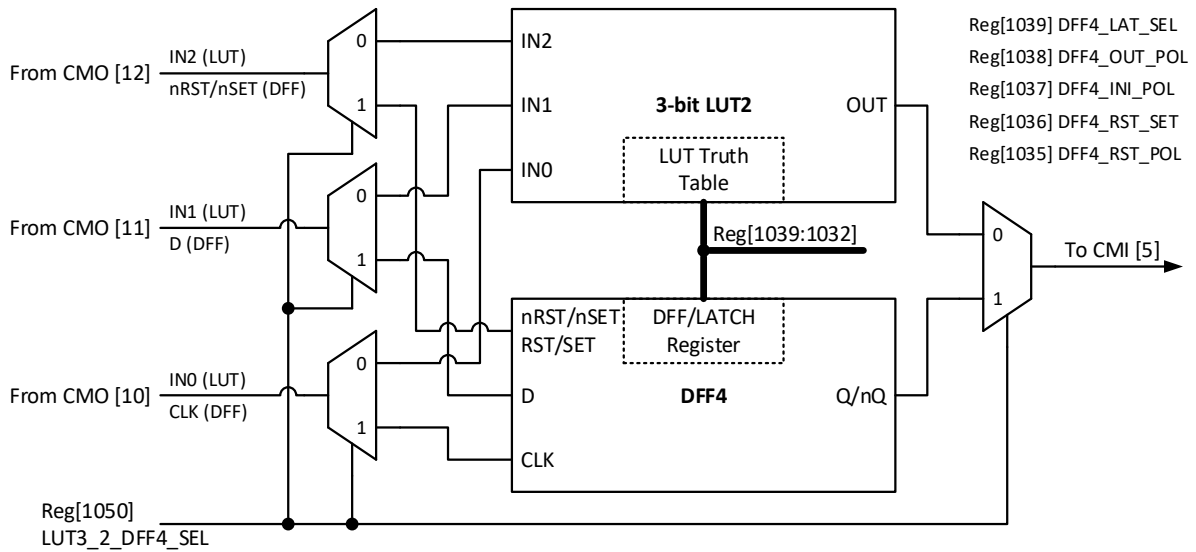 From CMO [12]
IN2 (LUT)
nRST/nSET (DFF)
0
1
From CMO [11]
IN1 (LUT)
D (DFF)
0
1
From CMO [10]
IN0 (LUT)
CLK (DFF)
0
1
Reg[1050]
LUT3_2_DFF4_SEL
IN2
IN1
IN0
3-bit LUT2
OUT
LUT Truth
Table
Reg[1039:1032]
nRST/nSET
RST/SET
DFF/LATCH
Register
D
DFF4
Q/nQ
CLK
Reg[1039] DFF4_LAT_SEL
Reg[1038] DFF4_OUT_POL
Reg[1037] DFF4_INI_POL
Reg[1036] DFF4_RST_SET
Reg[1035] DFF4_RST_POL
0
1
To CMI [5]